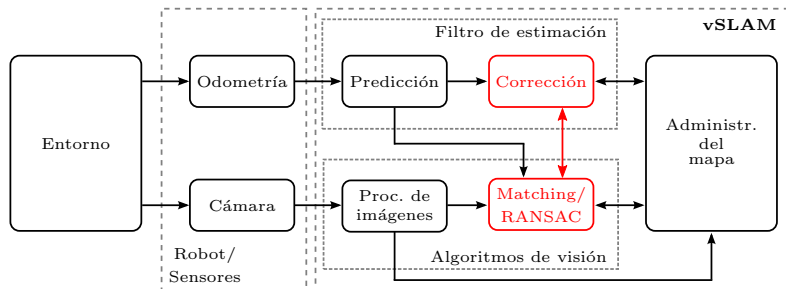 vSLAM
Filtro de estimación
Entorno
Odometría
Predicción
Corrección
Administr.
del
mapa
Cámara
Proc. de
imágenes
Matching/
RANSAC
Robot/
Sensores
Algoritmos de visión